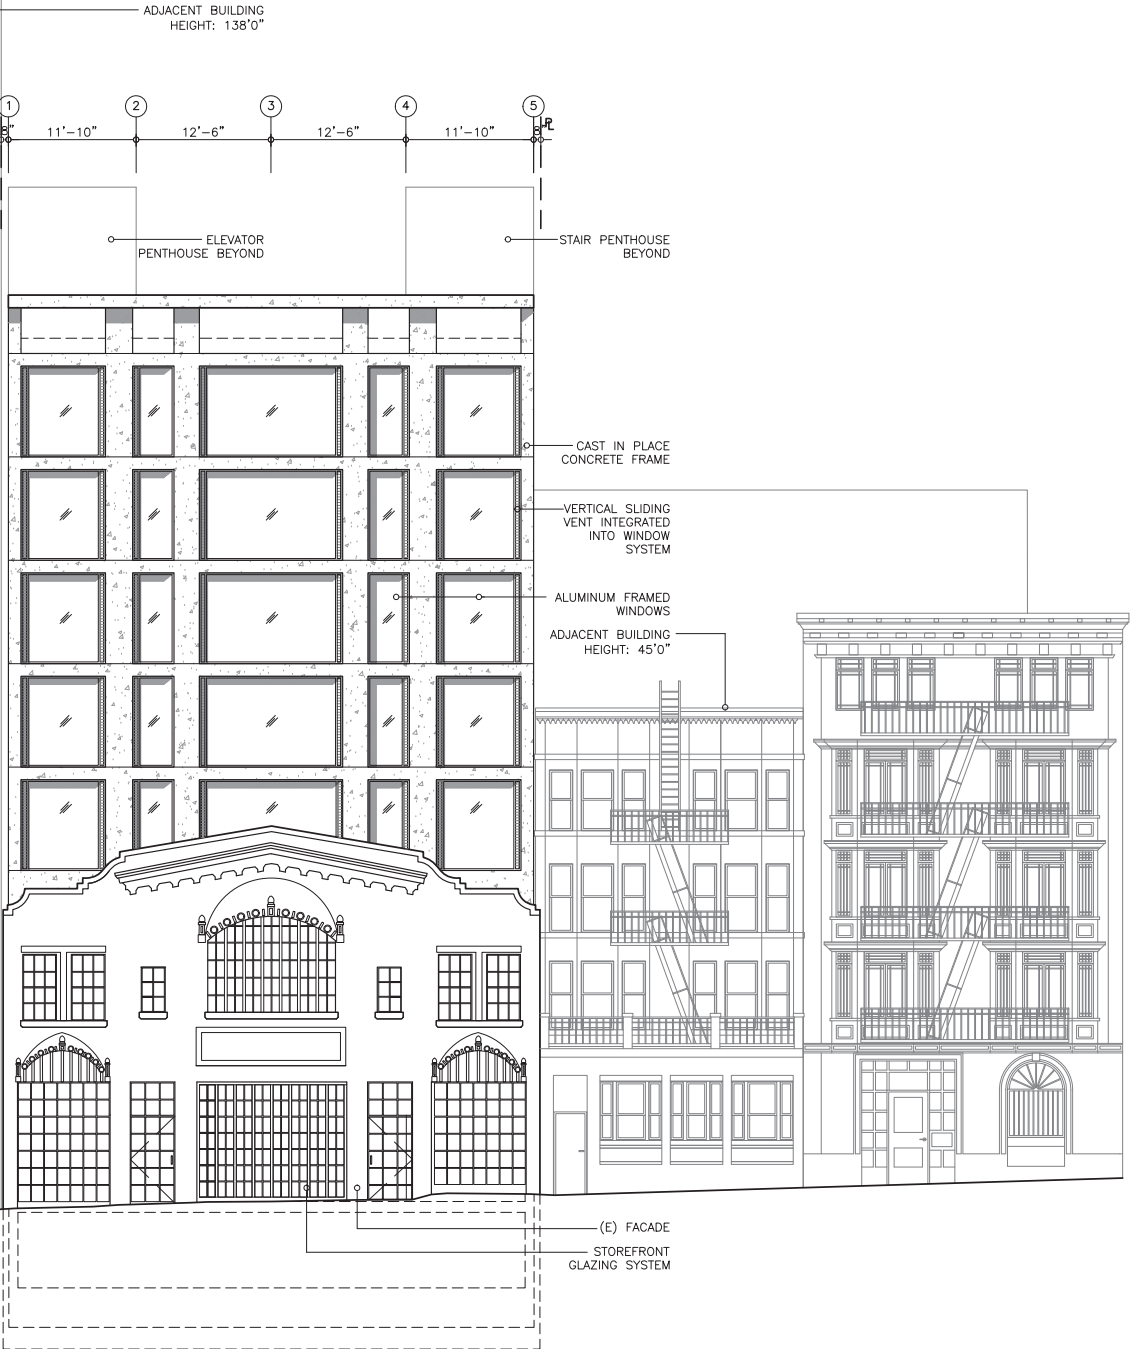 ADJACENT BUILDING
HEIGHT: 138'0"
1
2
3
4
5
8"
11'-10"
12'-6"
12'-6"
11'-10"
8"
PL
ELEVATOR
PENTHOUSE BEYOND
STAIR PENTHOUSE
BEYOND
CAST IN PLACE
CONCRETE FRAME
VERTICAL SLIDING
VENT INTEGRATED
INTO WINDOW
SYSTEM
ALUMINUM FRAMED
WINDOWS
ADJACENT BUILDING
HEIGHT: 45'0"
(E) FACADE
STOREFRONT
GLAZING SYSTEM